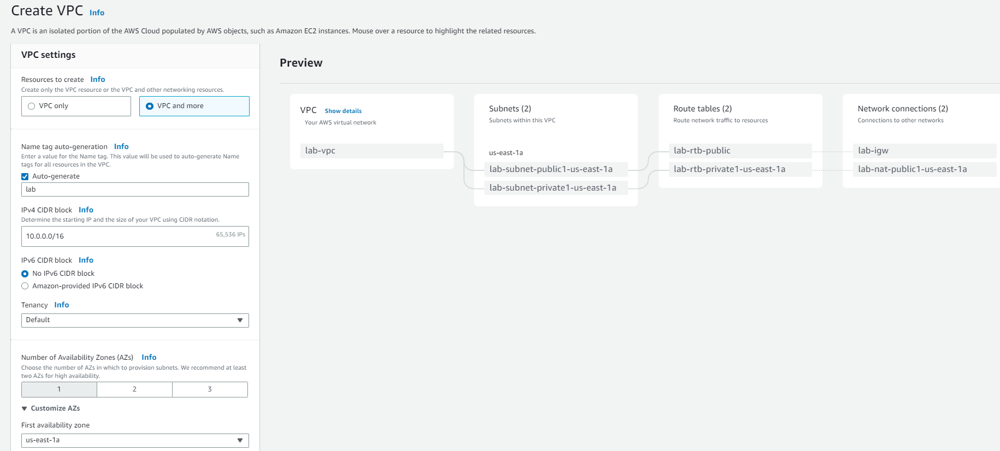 Create VPC Info
A VPC is an isolated portion of the AWS Cloud populated by AWS objects, such as Amazon EC2 instances. Mouse over a resource to highlight the related resources.
VPC settings
Resources to create Info
Create only the VPC resource or the VPC and other networking resources.
VPC only
VPC and more
Name tag auto-generation Info
Enter a value for the Name tag. This value will be used to auto-generate Name
tags for all resources in the VPC.
Auto-generate
lab
IPv4 CIDR block Info
Determine the starting IP and the size of your VPC using CIDR notation.
10.0.0.0/16
65,536 IPs
IPv6 CIDR block Info
No IPv6 CIDR block
Amazon-provided IPv6 CIDR block
Tenancy Info
Default
Number of Availability Zones (AZs) Info
Choose the number of AZs in which to provision subnets. We recommend at least
two AZs for high availability.
1
2
3
Customize AZs
First availability zone
us-east-1a
Preview
VPC Show details
Your AWS virtual network
lab-vpc
Subnets (2)
Subnets within this VPC
us-east-1a
lab-subnet-public1-us-east-1a
lab-subnet-private1-us-east-1a
Route tables (2)
Route network traffic to resources
lab-rtb-public
lab-rtb-private1-us-east-1a
Network connections (2)
Connections to other networks
lab-igw
lab-nat-public1-us-east-1a